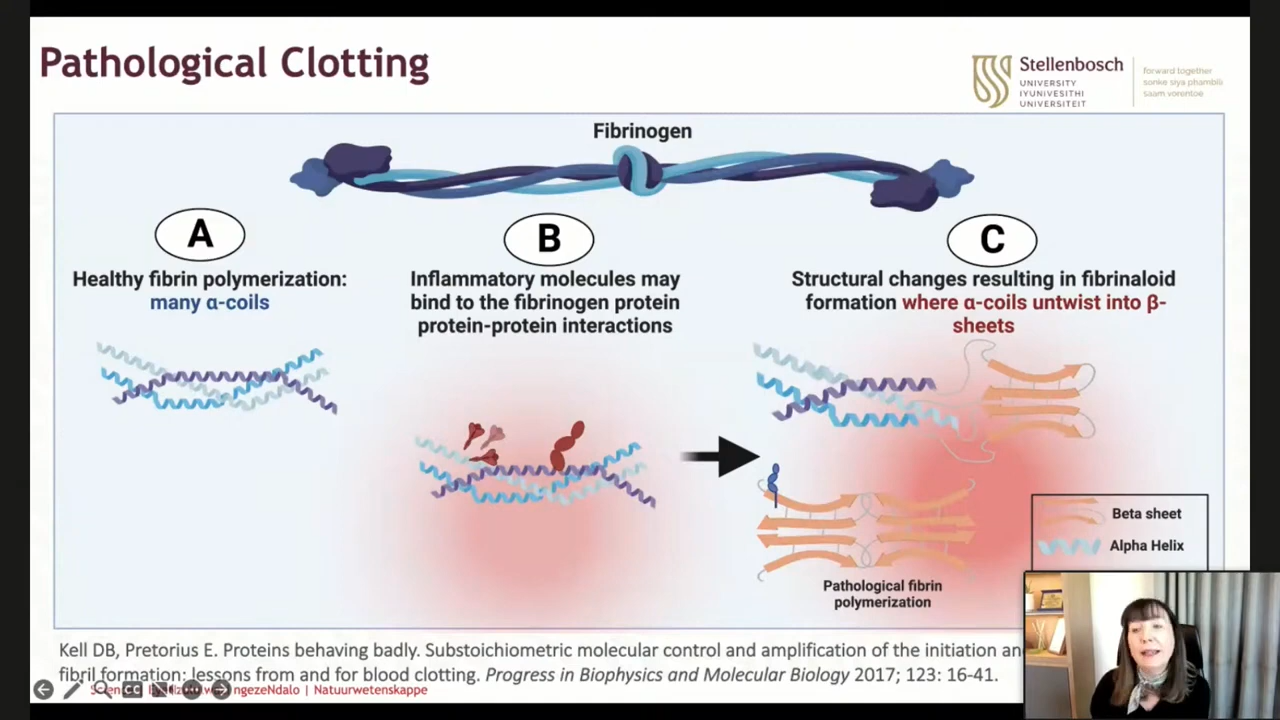 Pathological Clotting
Stellenbosch
UNIVERSITY
IYUNIVESITHI
UNIVERSITEIT
forward together
sonke siya phambili
saam vorentoe
Fibrinogen
A
Healthy fibrin polymerization:
many α-coils
B
Inflammatory molecules may
bind to the fibrinogen protein
protein-protein interactions
C
Structural changes resulting in fibrinaloid
formation where α-coils untwist into β-
sheets
Beta sheet
Alpha Helix
Pathological fibrin
polymerization
Kell DB, Pretorius E. Proteins behaving badly. Substoichiometric molecular control and amplification of the initiation an
fibril formation: lessons from and for blood clotting. Progress in Biophysics and Molecular Biology 2017; 123: 16-41.
CC
ngezeNdalo | Natuurwetenskappe